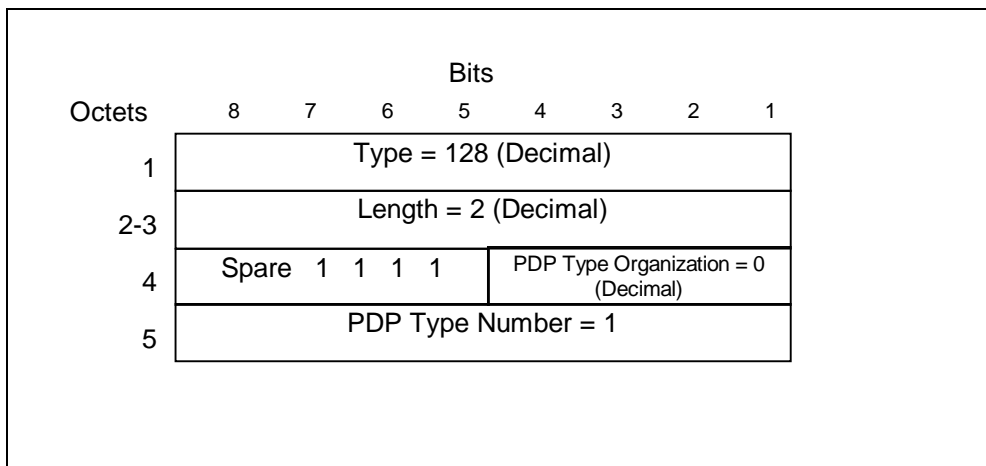 Bits
Octets 8 7 6 5 4 3 2 1
1 Type = 128 (Decimal)
2-3 Length = 2 (Decimal)
4 Spare 1 1 1 1 PDP Type Organization = 0
(Decimal)
5 PDP Type Number = 1